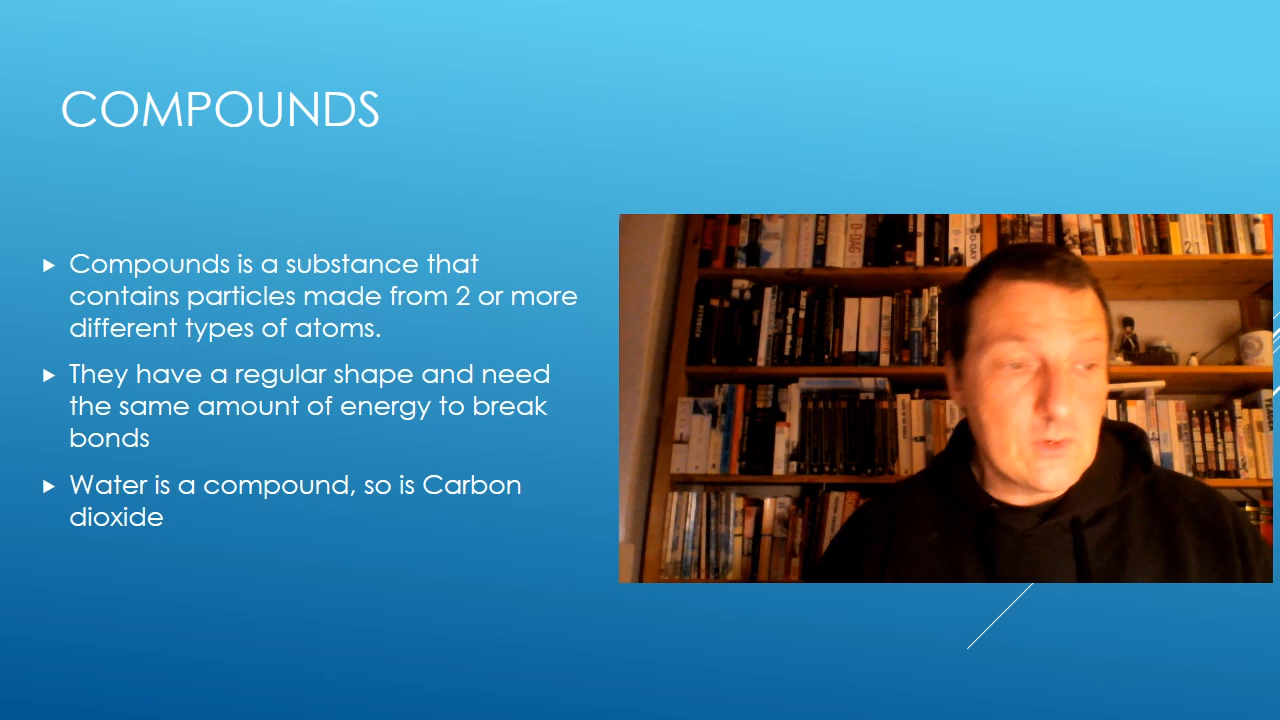 COMPOUNDS
Compounds is a substance that
contains particles made from 2 or more
different types of atoms.
They have a regular shape and need
the same amount of energy to break
bonds
Water is a compound, so is Carbon
dioxide
D-DAY